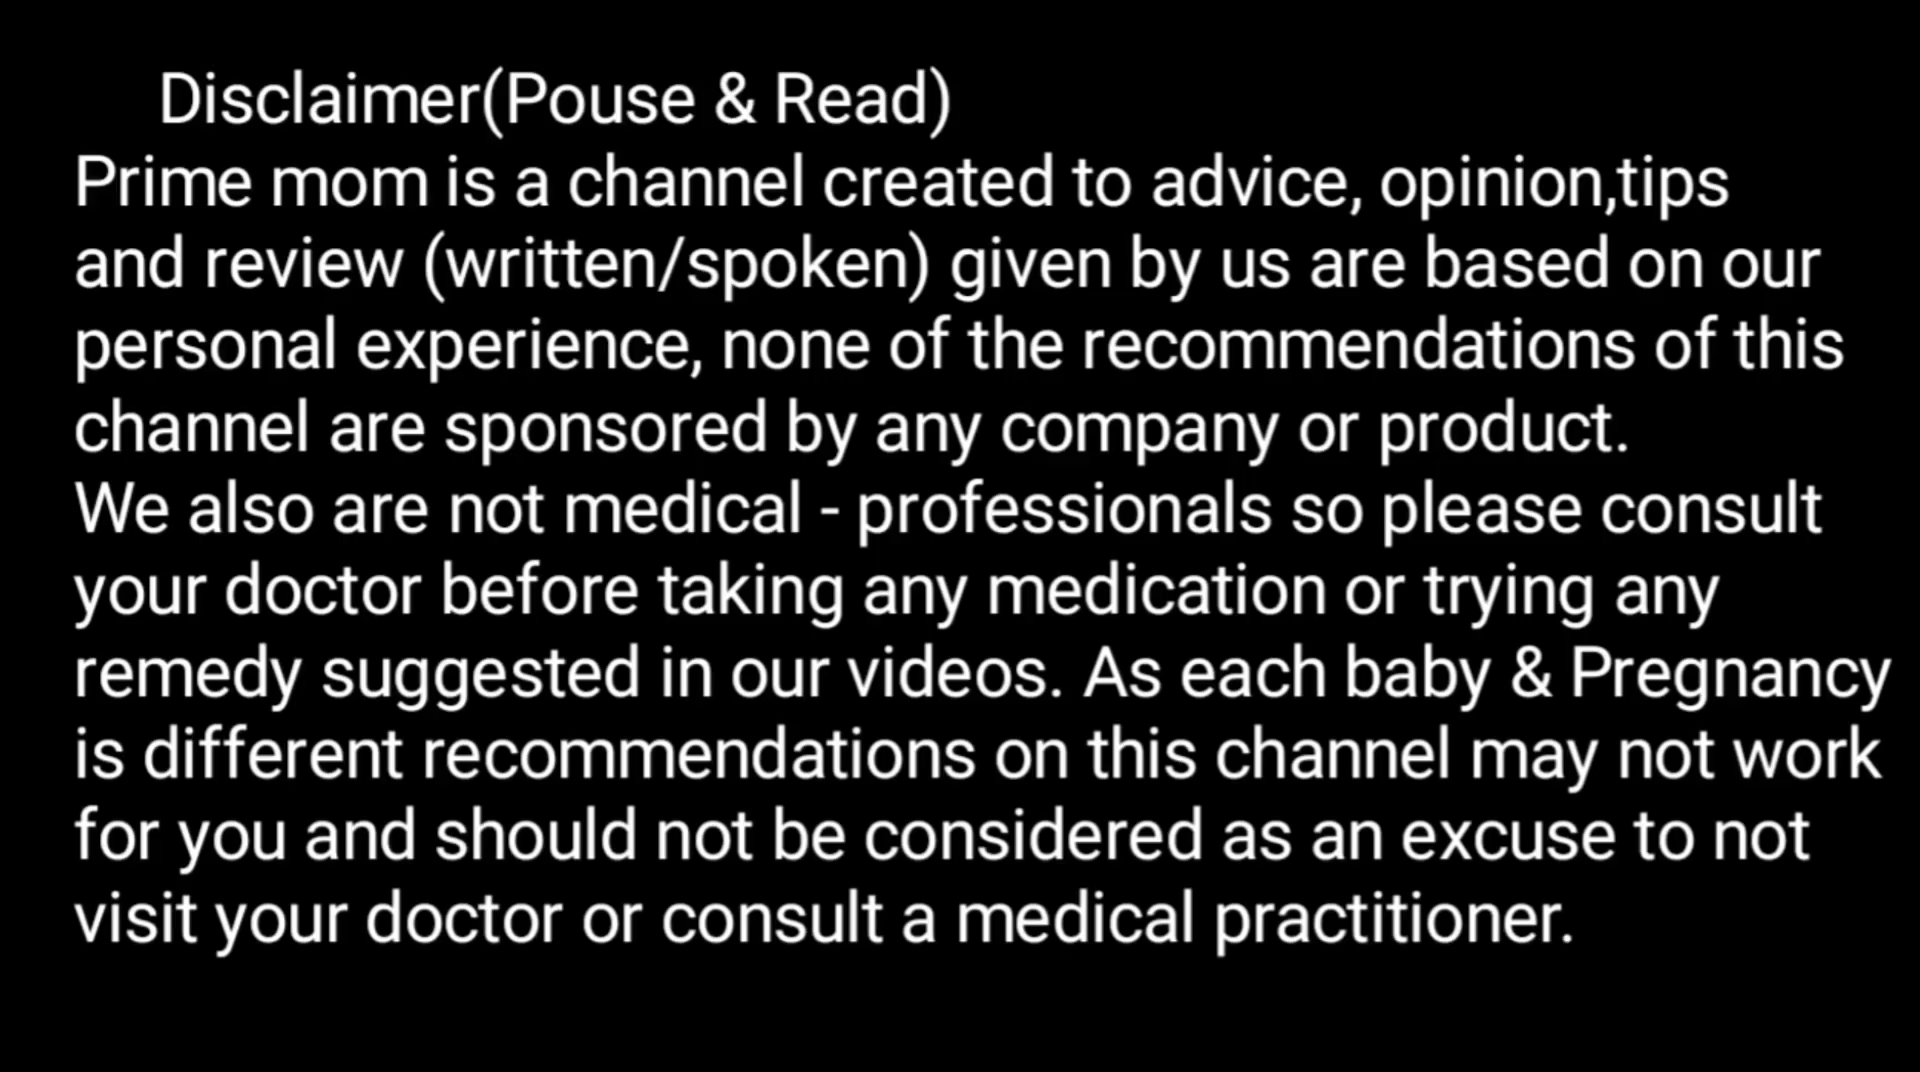 Disclaimer(Pouse & Read)
Prime mom is a channel created to advice, opinion,tips
and review (written/spoken) given by us are based on our
personal experience, none of the recommendations of this
channel are sponsored by any company or product.
We also are not medical - professionals so please consult
your doctor before taking any medication or trying any
remedy suggested in our videos. As each baby & Pregnancy
is different recommendations on this channel may not work
for you and should not be considered as an excuse to not
visit your doctor or consult a medical practitioner.